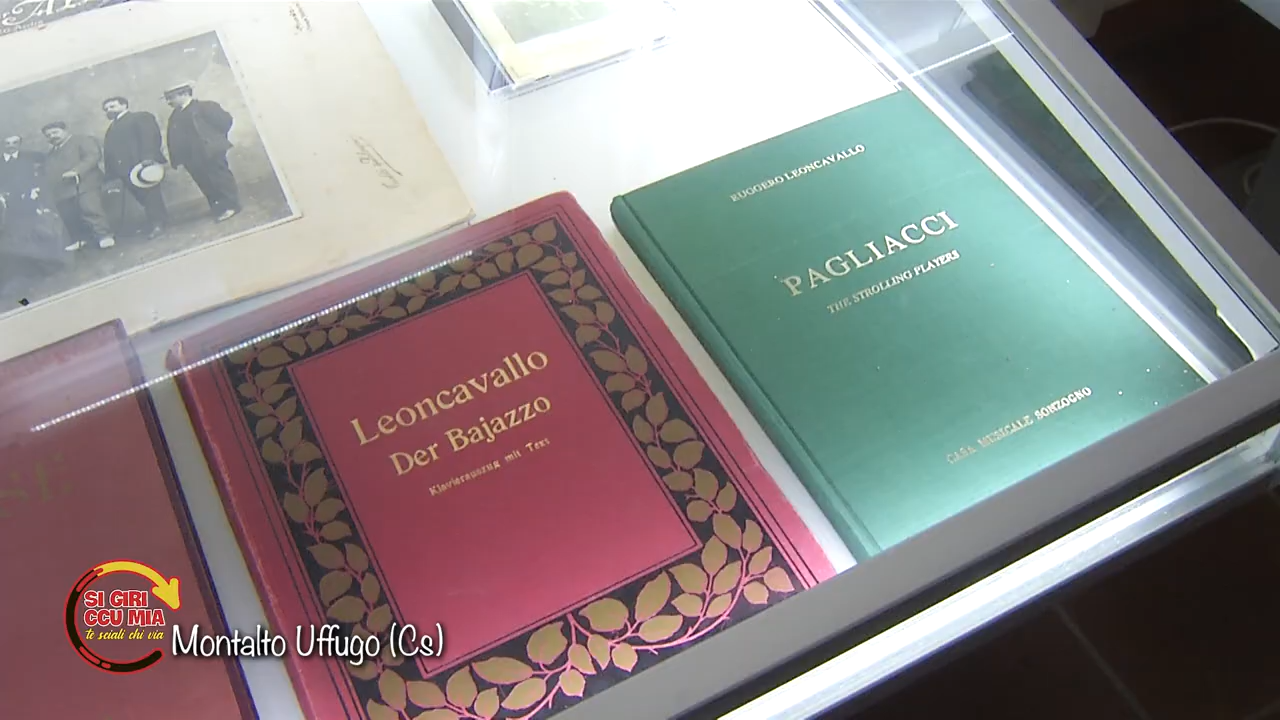 RUGGERO LEONCAVALLO
PAGLIACCI
THE STROLLING PLAYERS
CASA MUSICALE SONZOGNO
Leoncavallo
Der Bajazzo
Klavierauszug mit Text
SI GIRI
CCU MIA
te sciali chi via
Montalto Uffugo (Cs)